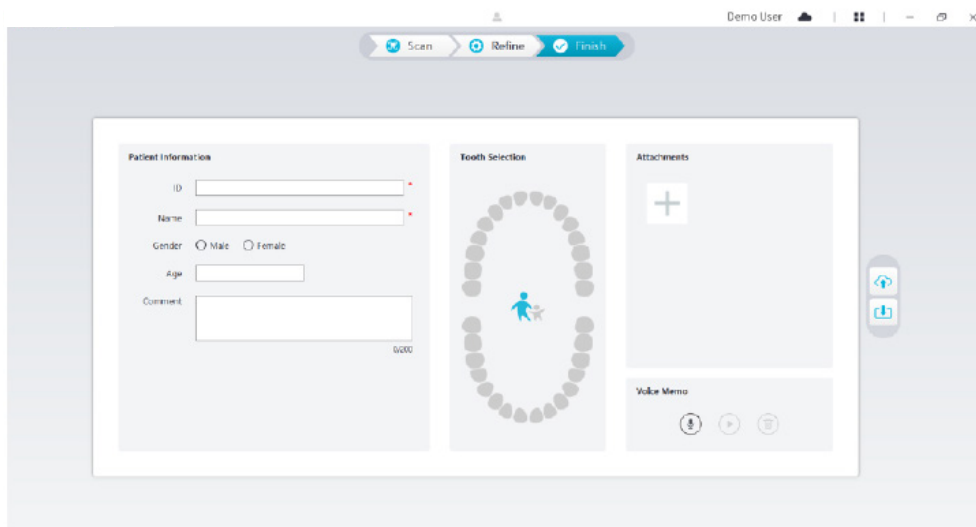 Demo User
Scan
Refine
Finish
Patient Information
ID
*
Name
*
Gender
Male
Female
Age
Comment
0/200
Tooth Selection
Attachments
Voice Memo